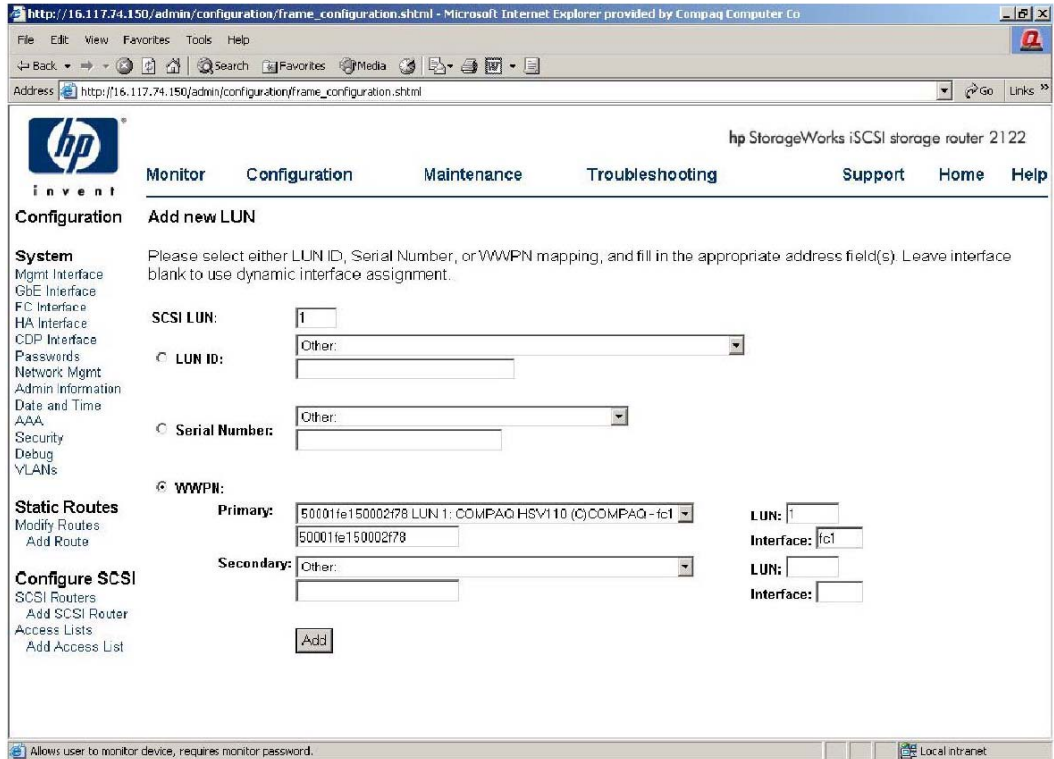 http://16.117.74.150/admin/configuration/frame_configuration.shtml - Microsoft Internet Explorer provided by Compaq Computer Co
File Edit View Favorites Tools Help
Back Search Favorites Media
Address http://16.117.74.150/admin/configuration/frame_configuration.shtml Go Links »
hp
invent
hp StorageWorks iSCSI storage router 2122
Monitor Configuration Maintenance Troubleshooting Support Home Help
Configuration
System
Mgmt Interface
GbE Interface
FC Interface
HA Interface
CDP Interface
Passwords
Network Mgmt
Admin Information
Date and Time
AAA
Security
Debug
VLANs
Static Routes
Modify Routes
Add Route
Configure SCSI
SCSI Routers
Add SCSI Router
Access Lists
Add Access List
Add new LUN
Please select either LUN ID, Serial Number, or WWPN mapping, and fill in the appropriate address field(s). Leave interface
blank to use dynamic interface assignment.
SCSI LUN: 1
LUN ID: Other:
Serial Number: Other:
WWPN:
Primary: 50001fe150002f78 LUN 1: COMPAQ HSV110 (C)COMPAQ - fc1 LUN: 1
50001fe150002f78 Interface: fc1
Secondary: Other: LUN:
Interface:
Add
Allows user to monitor device, requires monitor password. Local intranet